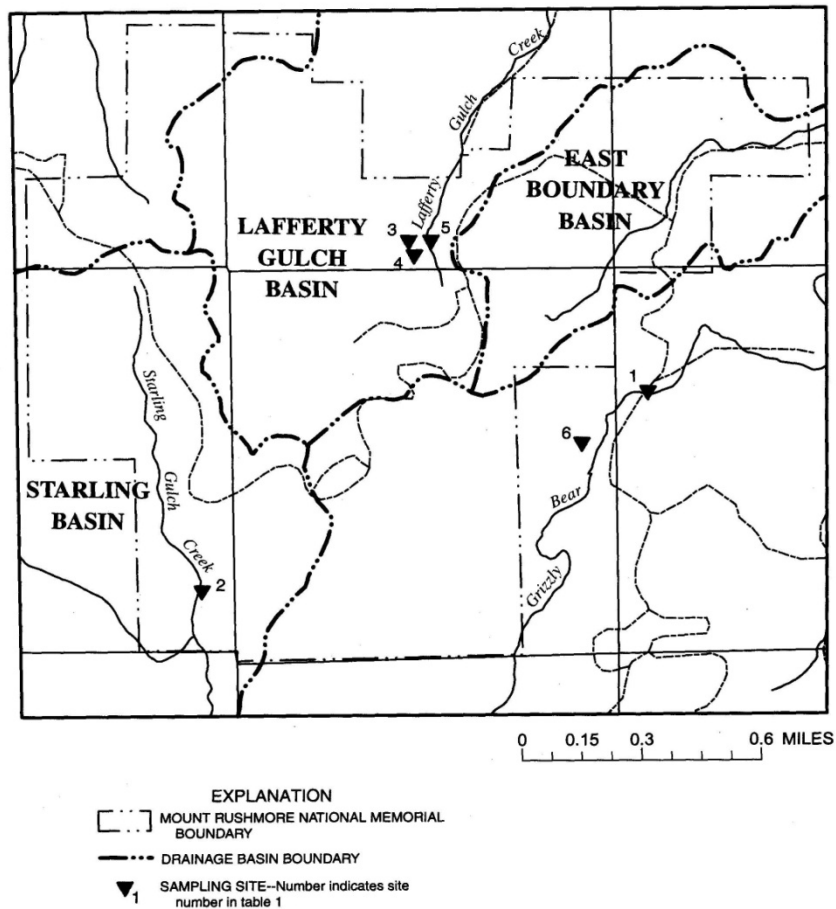 Creek
Gulch
Lafferty
EAST
BOUNDARY
BASIN
LAFFERTY
GULCH
BASIN
3
5
4
Starling
Gulch
Creek
1
6
Bear
Grizzly
STARLING
BASIN
2
0 0.15 0.3 0.6 MILES
EXPLANATION
MOUNT RUSHMORE NATIONAL MEMORIAL
BOUNDARY
DRAINAGE BASIN BOUNDARY
1 SAMPLING SITE--Number indicates site
number in table 1